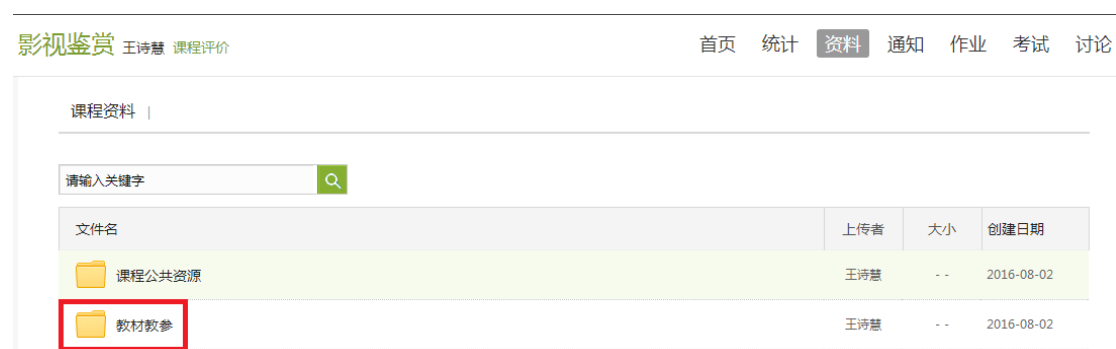 影视鉴赏 王诗慧 课程评价 首页 统计 资料 通知 作业 考试 讨论
课程资料 |
请输入关键字
文件名 上传者 大小 创建日期
课程公共资源 王诗慧 - - 2016-08-02
教材教参 王诗慧 - - 2016-08-02